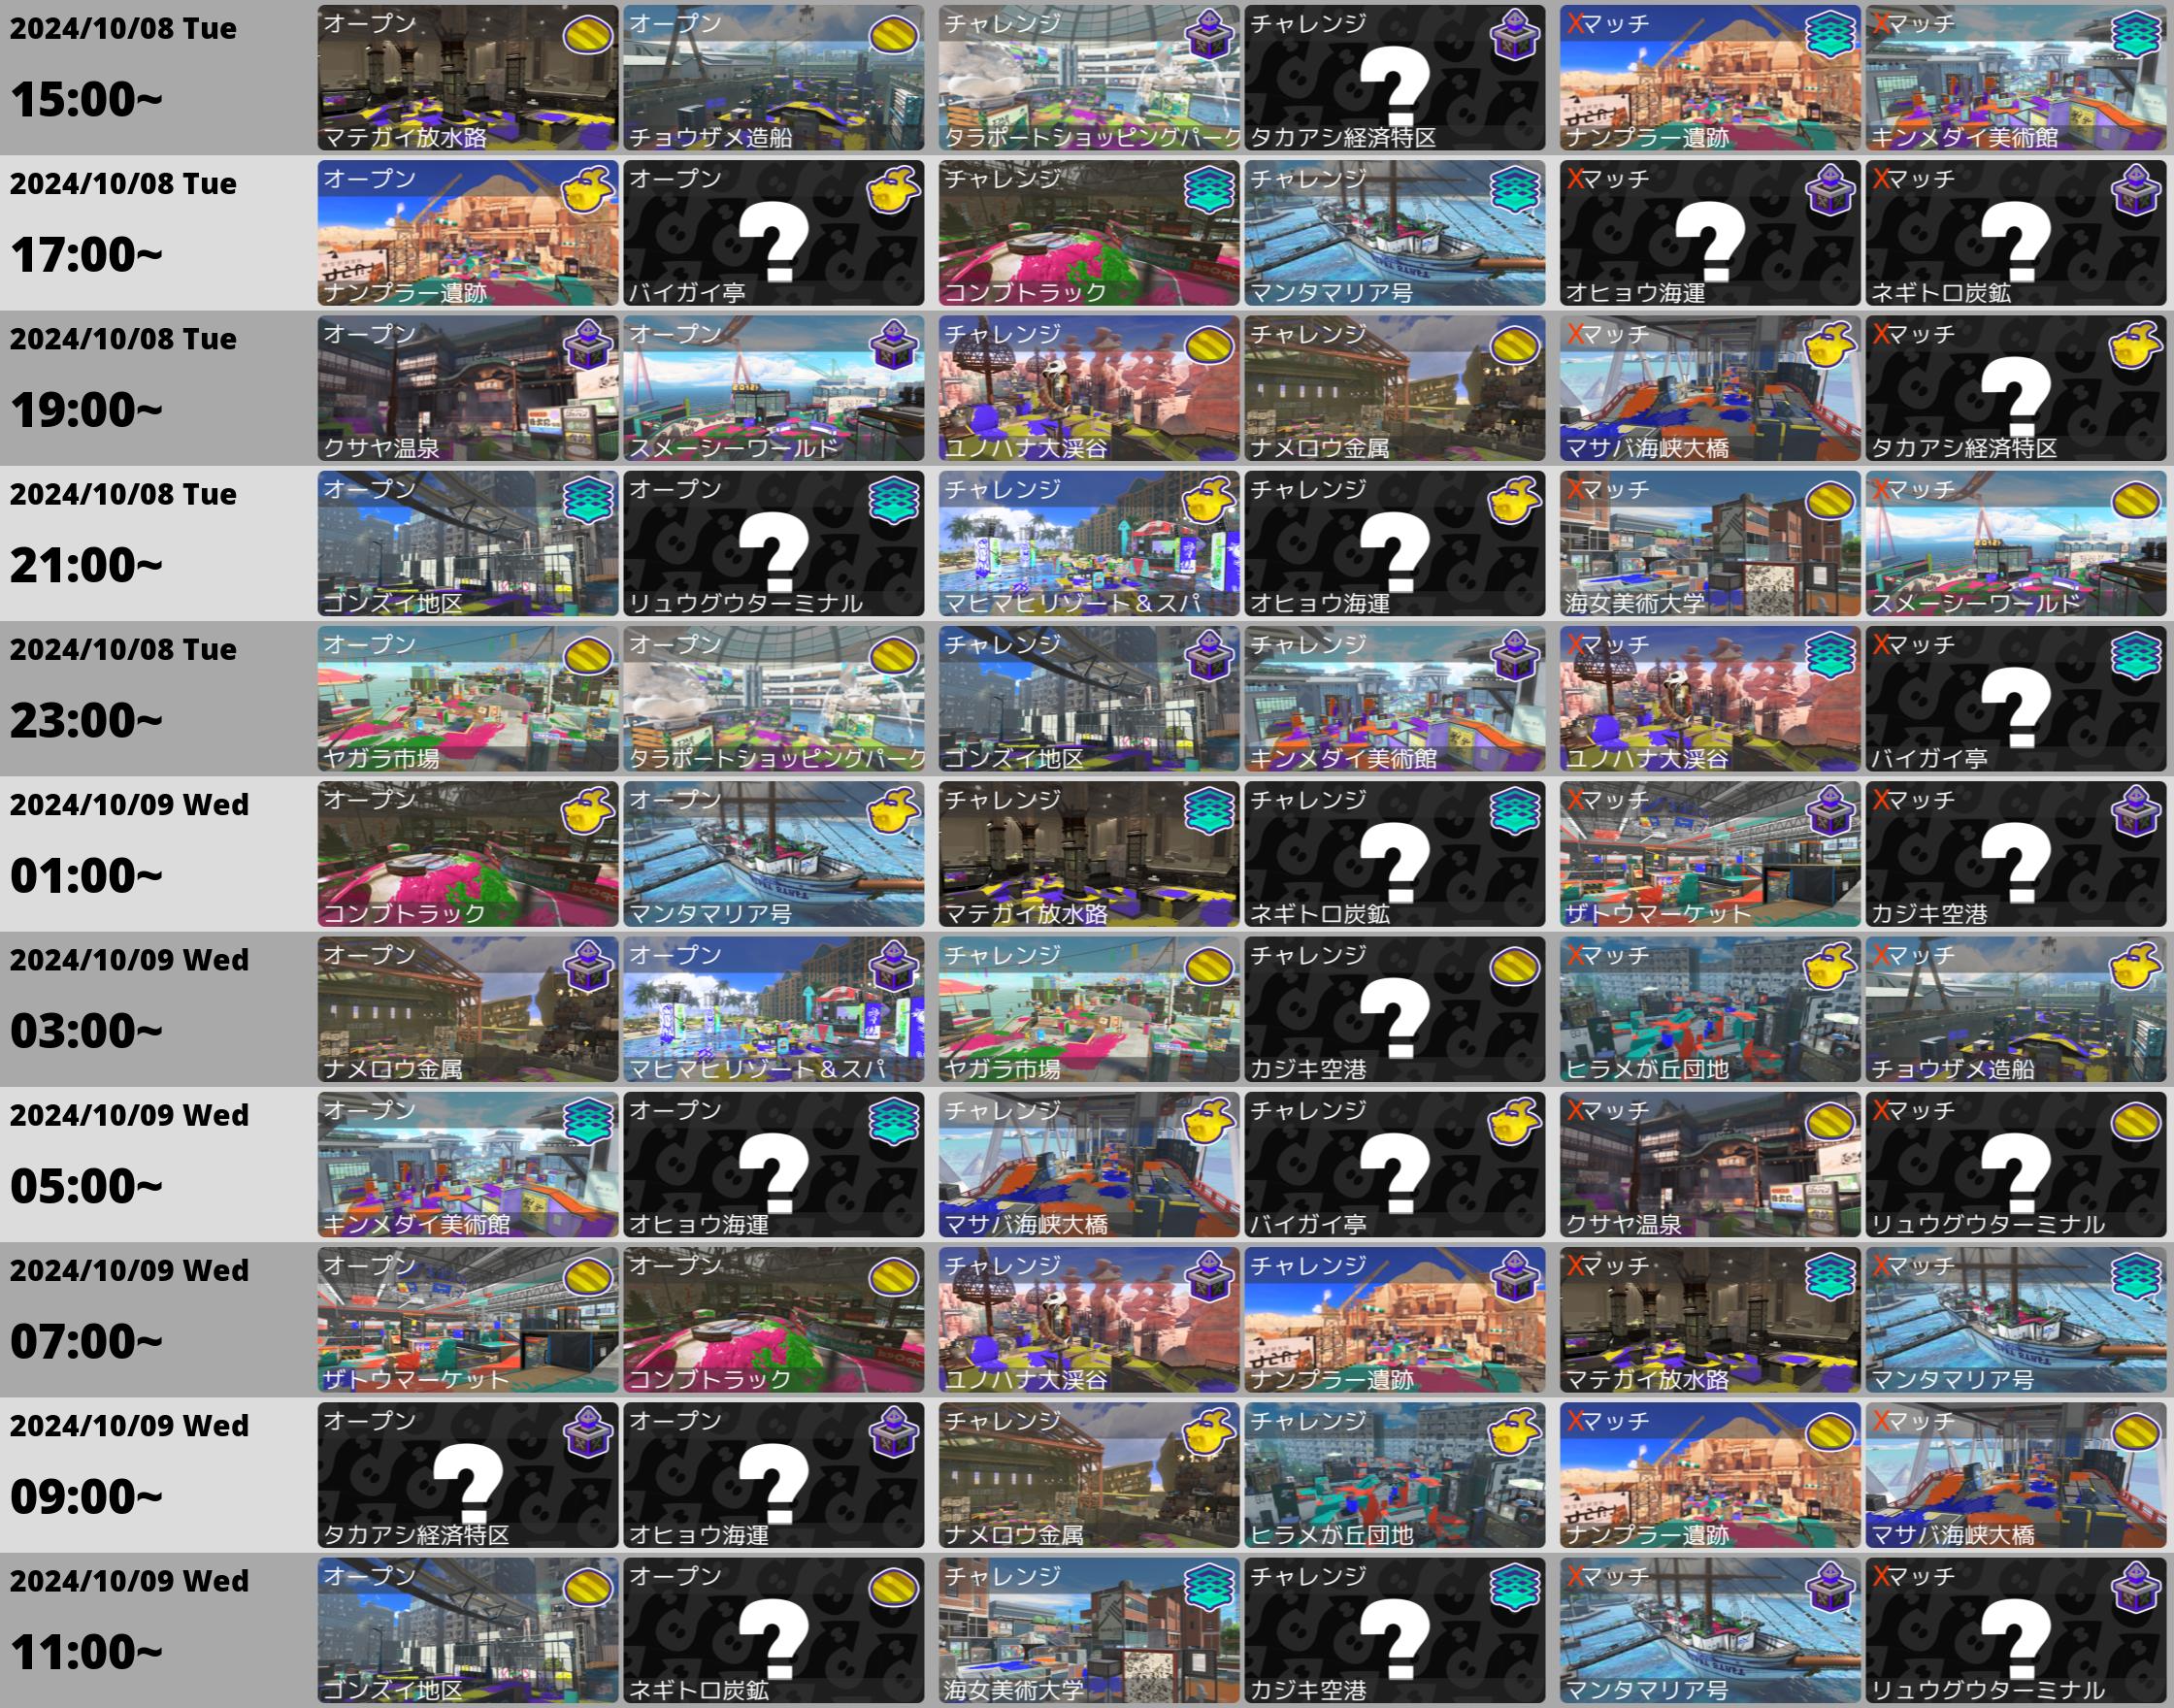 2024/10/08 Tue
15:00~
オープン
マテガイ放水路
オープン
チョウザメ造船
チャレンジ
タラポートショッピングパーク
チャレンジ
タカアシ経済特区
Xマッチ
ナンプラー遺跡
Xマッチ
キンメダイ美術館
2024/10/08 Tue
17:00~
オープン
ナンプラー遺跡
オープン
バイガイ亭
チャレンジ
コンブトラック
チャレンジ
マンタマリア号
Xマッチ
オヒョウ海運
Xマッチ
ネギトロ炭鉱
2024/10/08 Tue
19:00~
オープン
クサヤ温泉
オープン
スメーシーワールド
チャレンジ
ユノハナ大渓谷
チャレンジ
ナメロウ金属
Xマッチ
マサバ海峡大橋
Xマッチ
タカアシ経済特区
2024/10/08 Tue
21:00~
オープン
ゴンズイ地区
オープン
リュウグウターミナル
チャレンジ
マヒマヒリゾート＆スパ
チャレンジ
オヒョウ海運
Xマッチ
海女美術大学
Xマッチ
スメーシーワールド
2024/10/08 Tue
23:00~
オープン
ヤガラ市場
オープン
タラポートショッピングパーク
チャレンジ
ゴンズイ地区
チャレンジ
キンメダイ美術館
Xマッチ
ユノハナ大渓谷
Xマッチ
バイガイ亭
2024/10/09 Wed
01:00~
オープン
コンブトラック
オープン
マンタマリア号
チャレンジ
マテガイ放水路
チャレンジ
ネギトロ炭鉱
Xマッチ
ザトウマーケット
Xマッチ
カジキ空港
2024/10/09 Wed
03:00~
オープン
ナメロウ金属
オープン
マヒマヒリゾート＆スパ
チャレンジ
ヤガラ市場
チャレンジ
カジキ空港
Xマッチ
ヒラメが丘団地
Xマッチ
チョウザメ造船
2024/10/09 Wed
05:00~
オープン
キンメダイ美術館
オープン
オヒョウ海運
チャレンジ
マサバ海峡大橋
チャレンジ
バイガイ亭
Xマッチ
クサヤ温泉
Xマッチ
リュウグウターミナル
2024/10/09 Wed
07:00~
オープン
ザトウマーケット
オープン
コンブトラック
チャレンジ
ユノハナ大渓谷
チャレンジ
ナンプラー遺跡
Xマッチ
マテガイ放水路
Xマッチ
マンタマリア号
2024/10/09 Wed
09:00~
オープン
タカアシ経済特区
オープン
オヒョウ海運
チャレンジ
ナメロウ金属
チャレンジ
ヒラメが丘団地
Xマッチ
ナンプラー遺跡
Xマッチ
マサバ海峡大橋
2024/10/09 Wed
11:00~
オープン
ゴンズイ地区
オープン
ネギトロ炭鉱
チャレンジ
海女美術大学
チャレンジ
カジキ空港
Xマッチ
マンタマリア号
Xマッチ
リュウグウターミナル